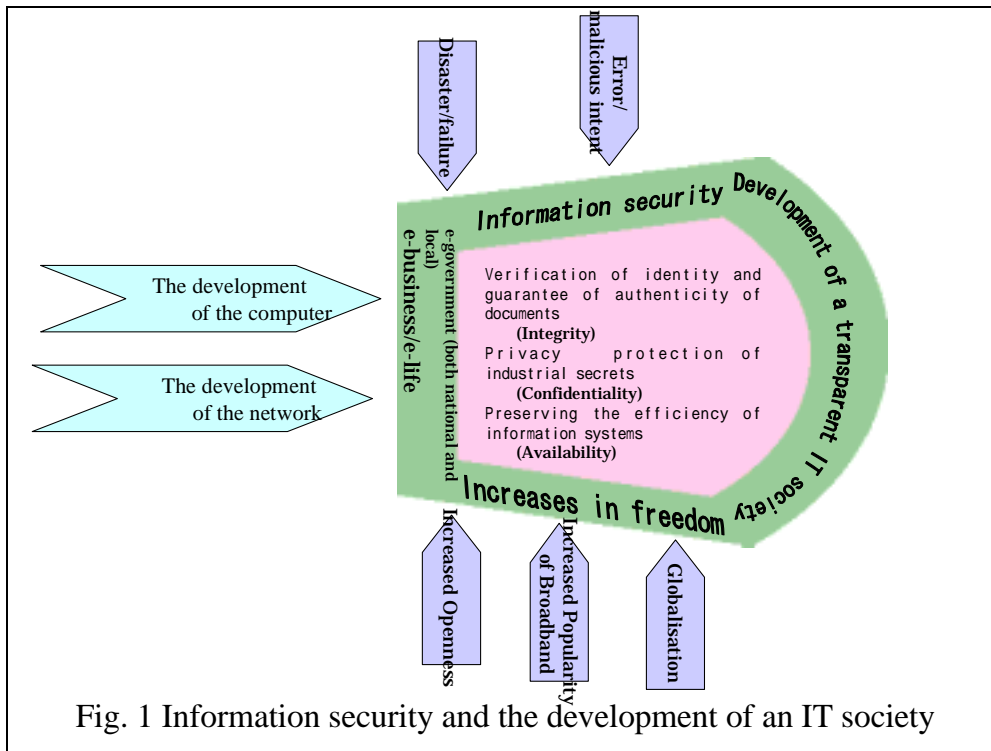 Disaster/failure
Error/
malicious intent
Information security
Development of a transparent IT society
e-government (both national and
local)
e-business/e-life
The development
of the computer
The development
of the network
Verification of identity and
guarantee of authenticity of
documents
(Integrity)
Privacy protection of
industrial secrets
(Confidentiality)
Preserving the efficiency of
information systems
(Availability)
Increases in freedom
Increased Openness
Increased Popularity
of Broadband
Globalisation
Fig. 1 Information security and the development of an IT society